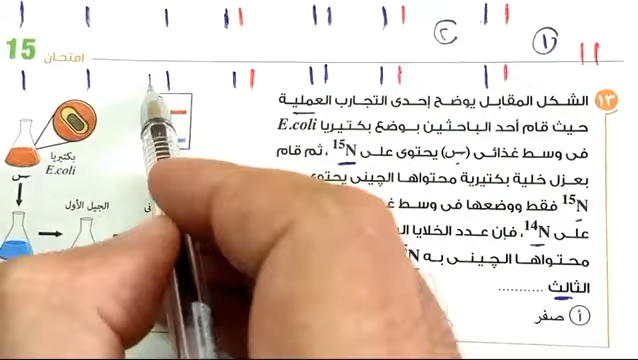 15 امتحان
٢
١
١٣ الشكل المقابل يوضح إحدى التجارب العملية
حيث قام أحد الباحثين بوضع بكتيريا E.coli
فى وسط غذائى (س) يحتوى على 15N، ثم قام
بعزل خلية بكتيرية محتواها الچينى يحتوى
15N فقط ووضعها فى وسط
على 14N، فإن عدد الخلايا
محتواها الچينى به N
الثالث ...........
أ صفر
بكتيريا
E.coli
س
الجيل الأول